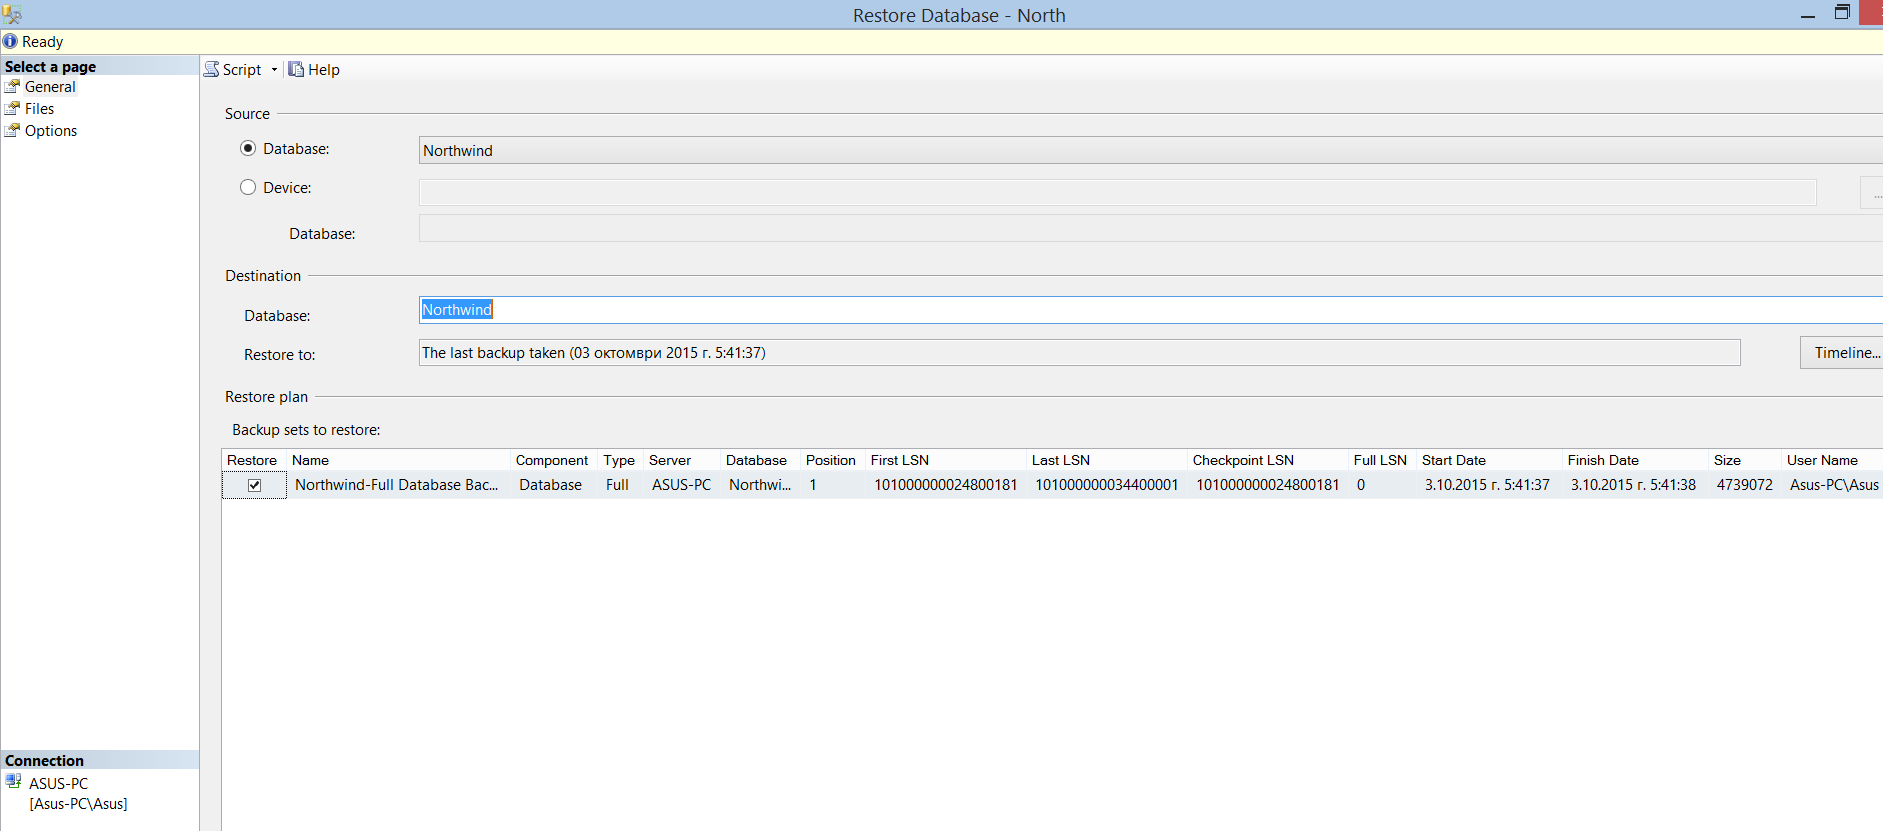 Restore Database - North
Ready
Select a page
General
Files
Options
Script
Help
Source
Database:
Northwind
Device:
...
Database:
Destination
Database:
Northwind
Restore to:
The last backup taken (03 октомври 2015 г. 5:41:37)
Timeline...
Restore plan
Backup sets to restore:
Restore Name Component Type Server Database Position First LSN Last LSN Checkpoint LSN Full LSN Start Date Finish Date Size User Name
Northwind-Full Database Bac... Database Full ASUS-PC Northwi... 1 101000000024800181 101000000034400001 101000000024800181 0 3.10.2015 г. 5:41:37 3.10.2015 г. 5:41:38 4739072 Asus-PC\Asus
Connection
ASUS-PC
[Asus-PC\Asus]